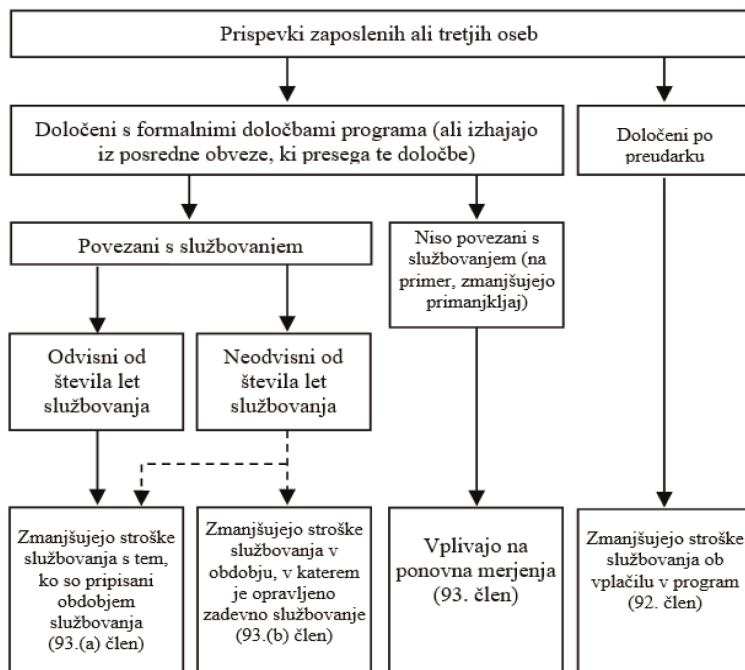 Prispevki zaposlenih ali tretjih oseb
Določeni s formalnimi določbami programa (ali izhajajo
iz posredne obveze, ki presega te določbe)
Določeni po
preudarku
Povezani s službovanjem
Niso povezani s
službovanjem (na
primer, zmanjšujejo
primanjkljaj)
Odvisni od
števila let
službovanja
Neodvisni od
števila let
službovanja
Zmanjšujejo stroške
službovanja s tem,
ko so pripisani
obdobjem
službovanja
(93.(a) člen)
Zmanjšujejo stroške
službovanja v
obdobju, v katerem
je opravljeno
zadevno službovanje
(93.(b) člen)
Vplivajo na
ponovna merjenja
(93. člen)
Zmanjšujejo stroške
službovanja ob
vplačilu v program
(92. člen)